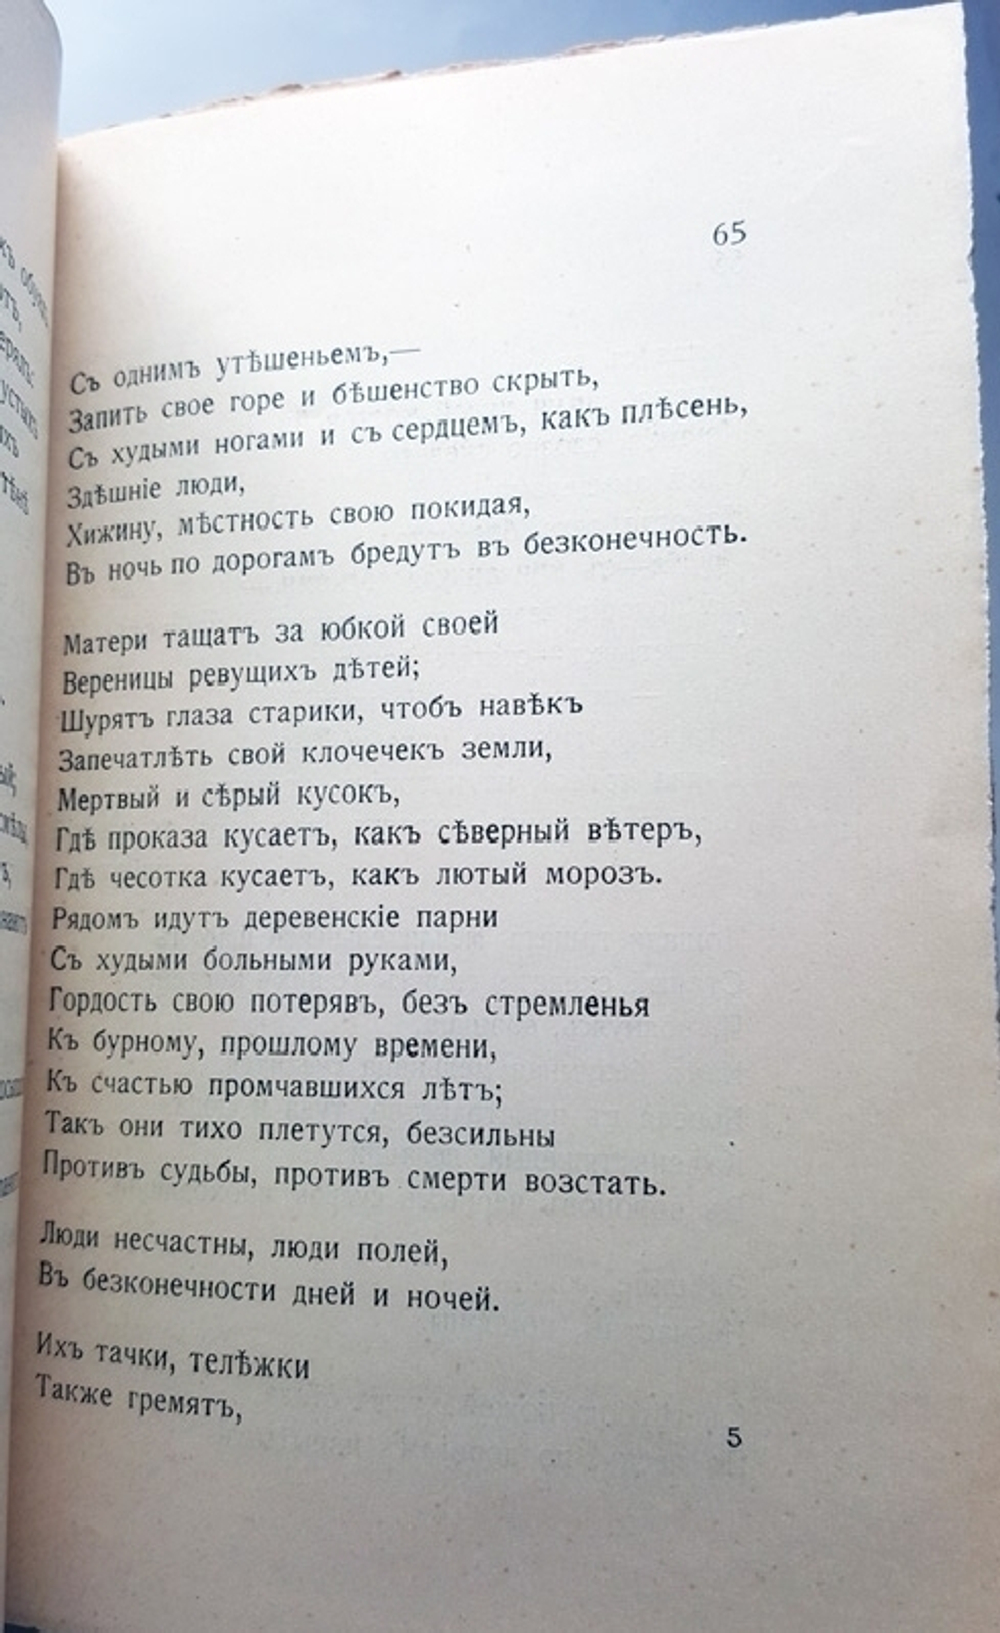 65
Съ одним утѣшеньемъ,—
Запить свое горе и бѣшенство скрыть,
Съ худыми ногами и съ сердцемъ, какъ плѣсень,
Здѣшніе люди,
Хижину, мѣстность свою покидая,
Въ ночь по дорогамъ бредутъ въ безконечность.
Матери тащатъ за юбкой своей
Вереницы ревущихъ дѣтей;
Шурятъ глаза старики, чтобъ навѣкъ
Запечатлѣть свой клочечекъ земли,
Мертвый и сѣрый кусокъ,
Гдѣ проказа кусаетъ, какъ сѣверный вѣтеръ,
Гдѣ чесотка кусаетъ, какъ лютый морозъ.
Рядомъ идутъ деревенскіе парни
Съ худыми больными руками,
Гордость свою потерявъ, безъ стремленья
Къ бурному, прошлому времени,
Къ счастью промчавшихся лѣтъ;
Такъ они тихо плетутся, безсильны
Противъ судьбы, противъ смерти возстать.
Люди несчастны, люди полей,
Въ безконечности дней и ночей.
Ихъ тачки, телѣжки
Также гремятъ,
5